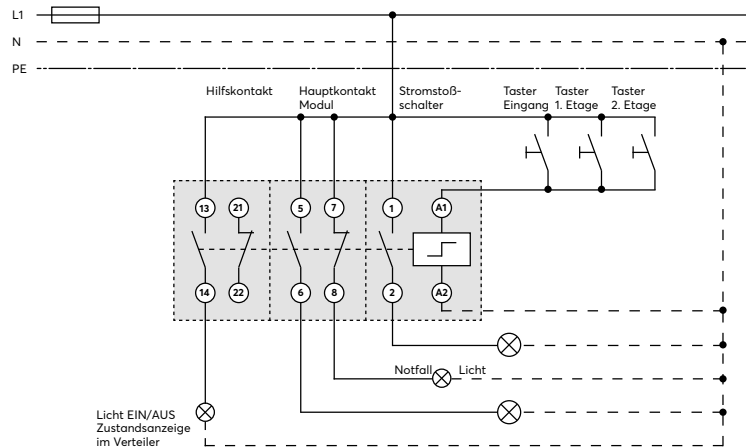 L1
N
PE
Hilfskontakt
Hauptkontakt
Modul
Stromstoß-
schalter
Taster
Eingang
Taster
1. Etage
Taster
2. Etage
13
21
5
7
1
A1
14
22
6
8
2
A2
Notfall
Licht
Licht EIN/AUS
Zustandsanzeige
im Verteiler